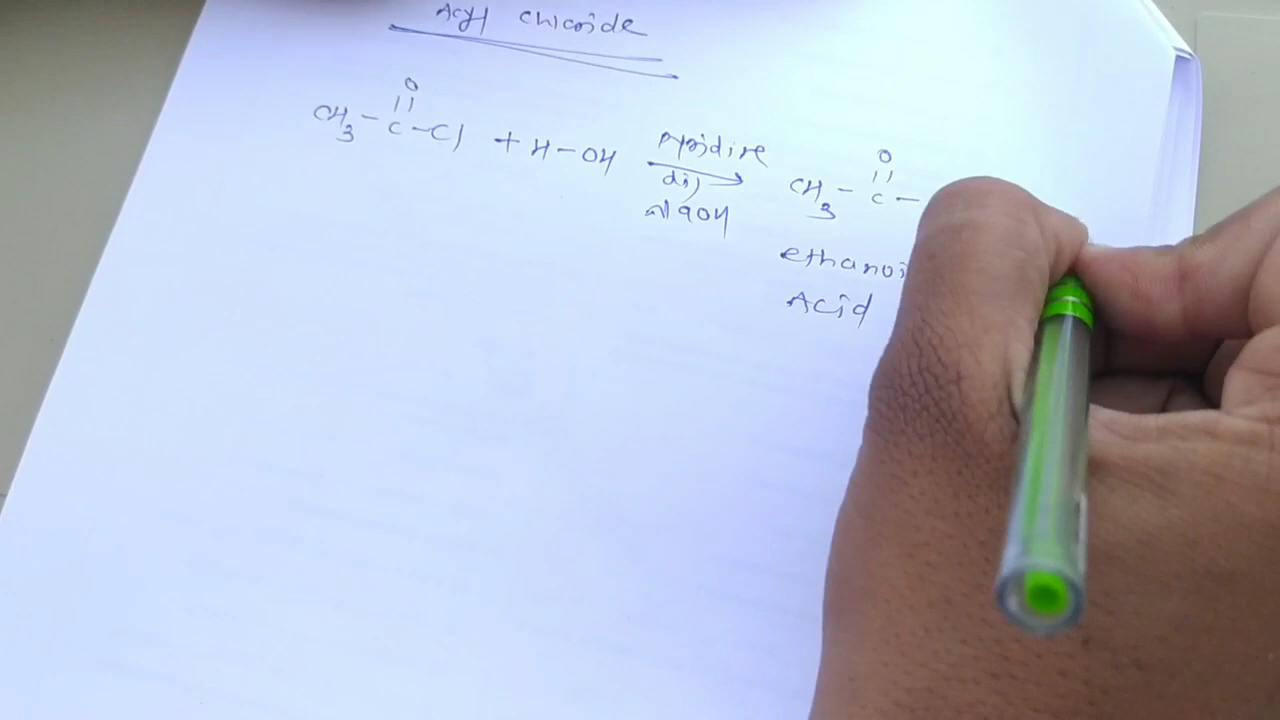 Acyl chloride
O
||
CH3 - C - Cl + H - OH
pyridine
dil
NaOH
O
||
CH3 - C -
ethanoi
Acid